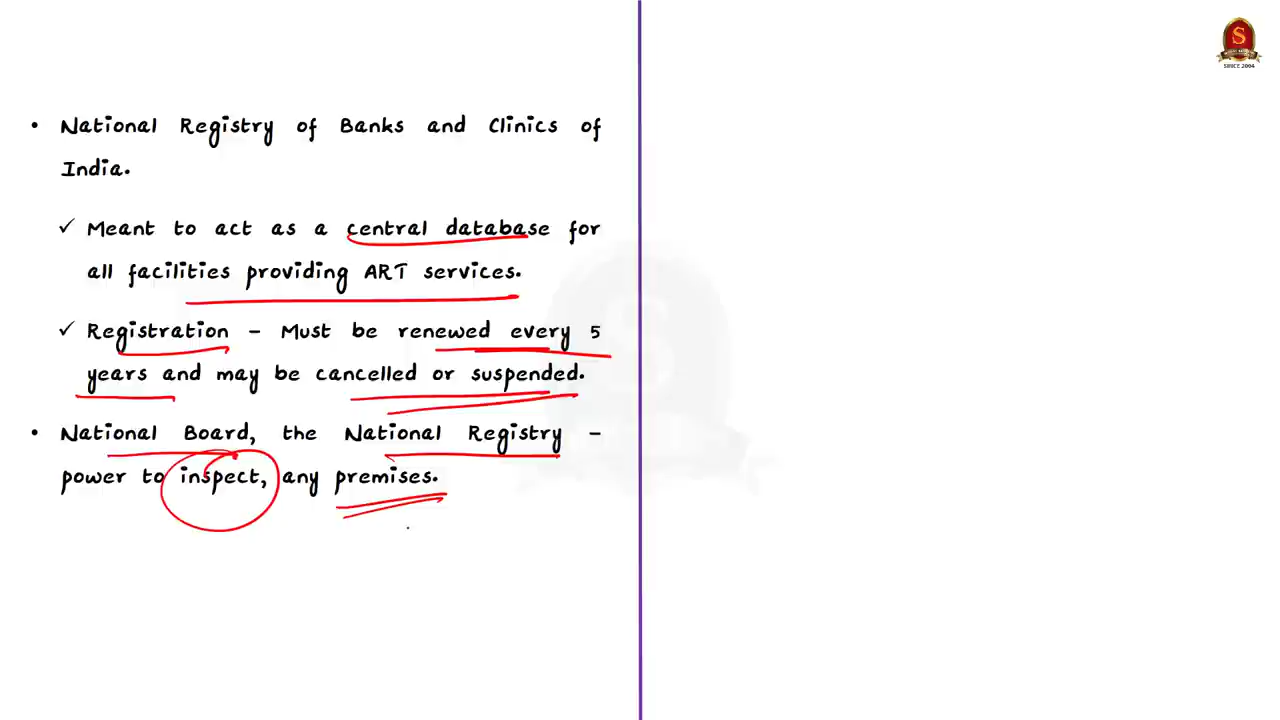 • National Registry of Banks and Clinics of
India.
✓ Meant to act as a central database for
all facilities providing ART services.
✓ Registration – Must be renewed every 5
years and may be cancelled or suspended.
• National Board, the National Registry –
power to inspect, any premises.
S
SINCE 2004